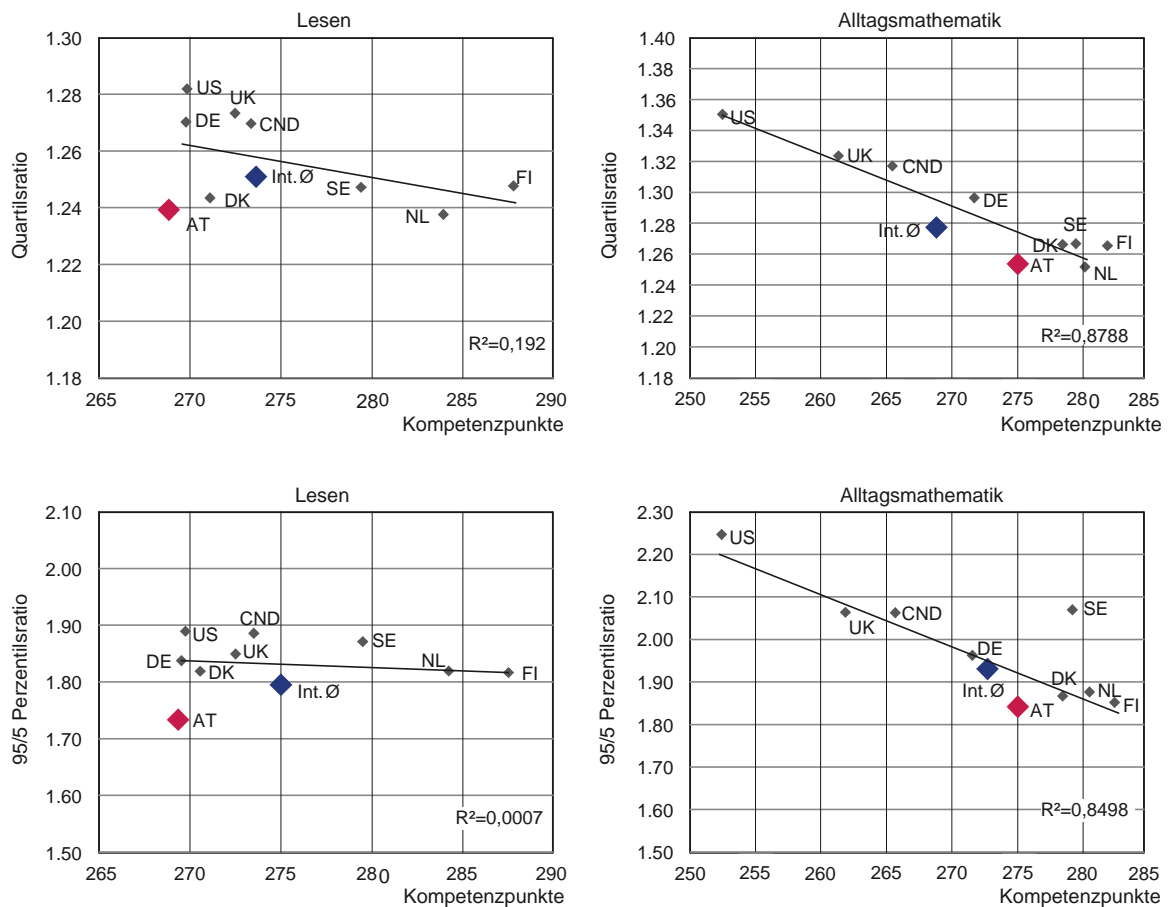 Lesen
Quartilsratio
1.30
1.28
1.26
1.24
1.22
1.20
1.18
US
UK
DE
CND
Int.Ø
FI
SE
DK
NL
AT
R²=0,192
265 270 275 280 285 290
Kompetenzpunkte
Alltagsmathematik
Quartilsratio
1.40
1.38
1.36
1.34
1.32
1.30
1.28
1.26
1.24
1.22
1.20
1.18
US
UK
CND
DE
Int.Ø
SE
DK
FI
AT
NL
R²=0,8788
250 255 260 265 270 275 280 285
Kompetenzpunkte
Lesen
95/5 Perzentilsratio
2.10
2.00
1.90
1.80
1.70
1.60
1.50
CND
US
SE
UK
DE
DK
NL
FI
Int.Ø
AT
R²=0,0007
265 270 275 280 285 290
Kompetenzpunkte
Alltagsmathematik
95/5 Perzentilsratio
2.30
2.20
2.10
2.00
1.90
1.80
1.70
1.60
1.50
US
UK
CND
SE
DE
Int.Ø
DK
NL
AT
FI
R²=0,8498
250 255 260 265 270 275 280 285
Kompetenzpunkte